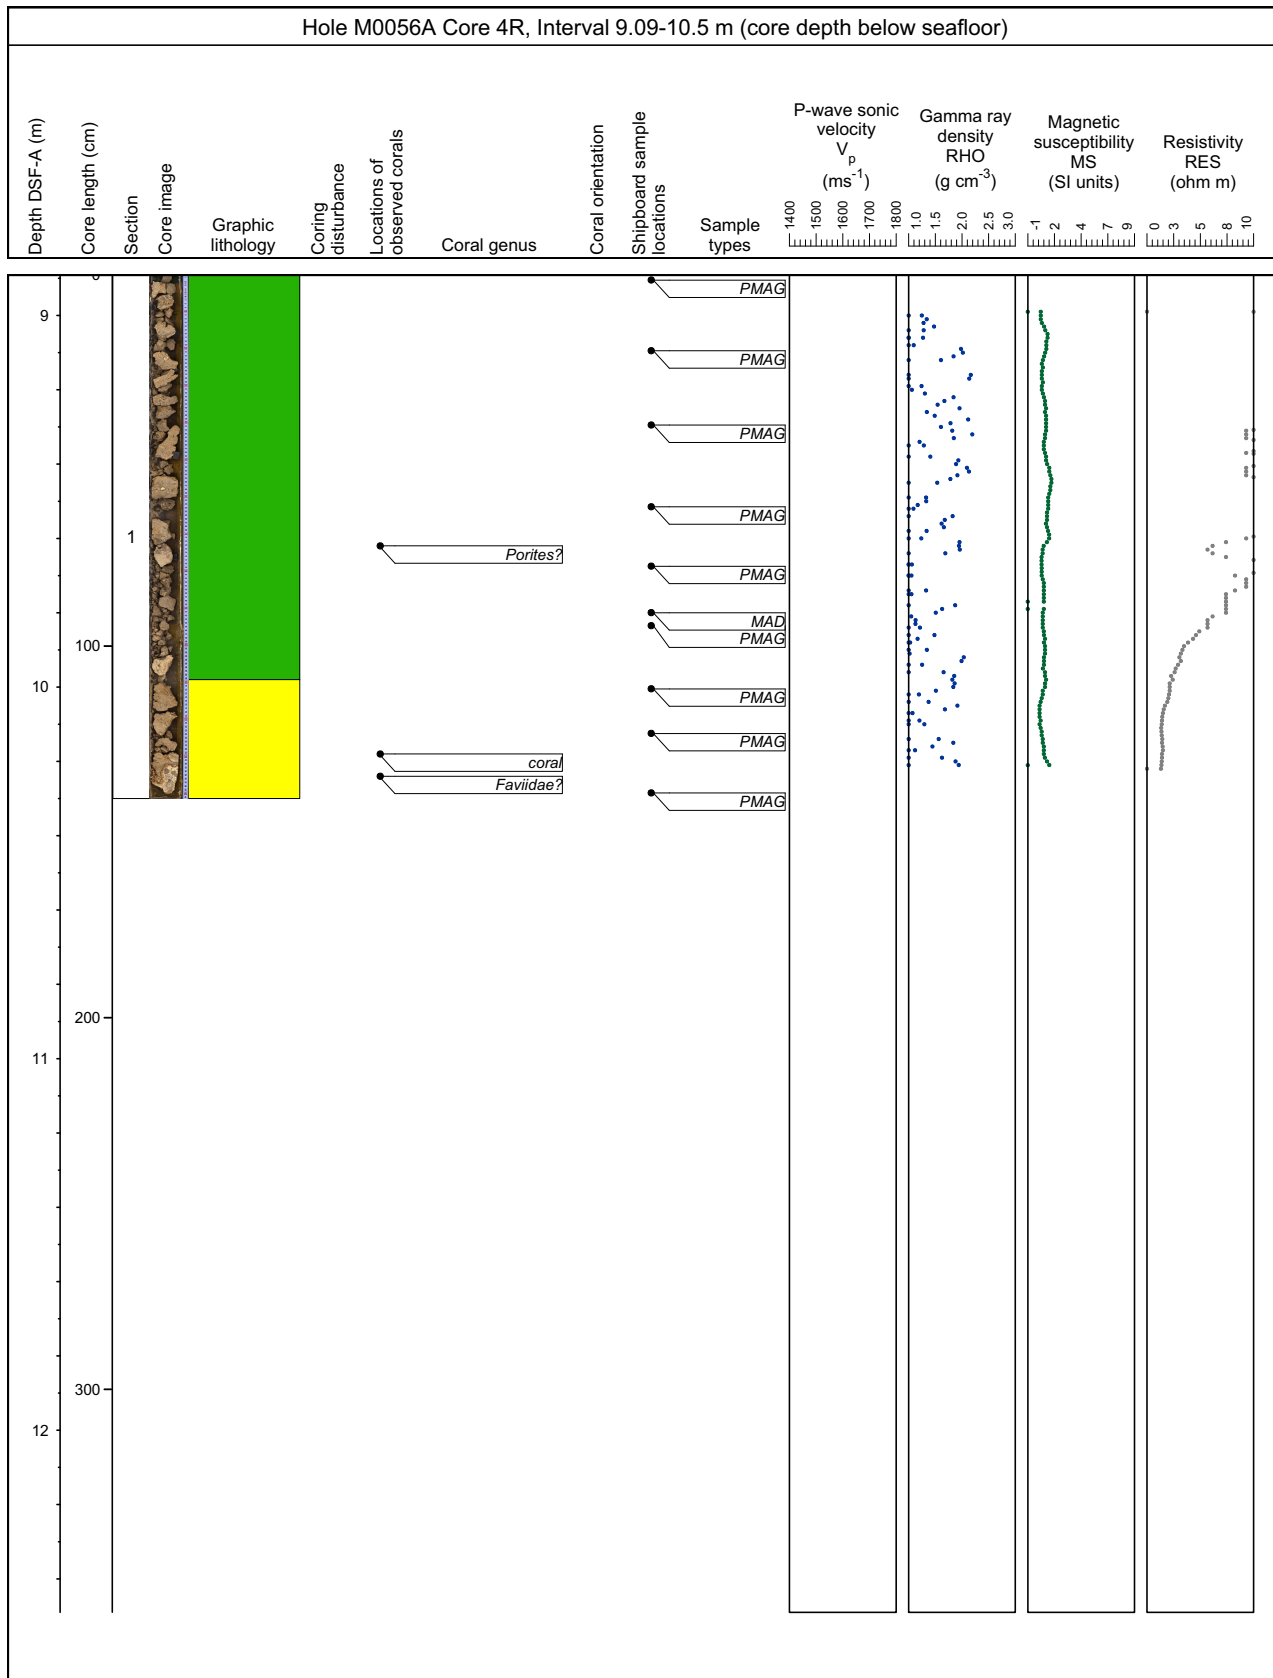 Hole M0056A Core 4R, Interval 9.09-10.5 m (core depth below seafloor)
Depth DSF-A (m)
Core length (cm)
Section
Core image
Graphic
lithology
Coring
disturbance
Locations of
observed corals
Coral genus
Coral orientation
Shipboard sample
locations
Sample
types
P-wave sonic
velocity
Vp
(ms-1)
1400 1500 1600 1700 1800
Gamma ray
density
RHO
(g cm-3)
1.0 1.5 2.0 2.5 3.0
Magnetic
susceptibility
MS
(SI units)
-1 2 4 7 9
Resistivity
RES
(ohm m)
0 3 5 8 10
PMAG
9
PMAG
PMAG
PMAG
1
Porites?
PMAG
MAD
PMAG
100
10
PMAG
PMAG
coral
Faviidae?
PMAG
200
11
300
12